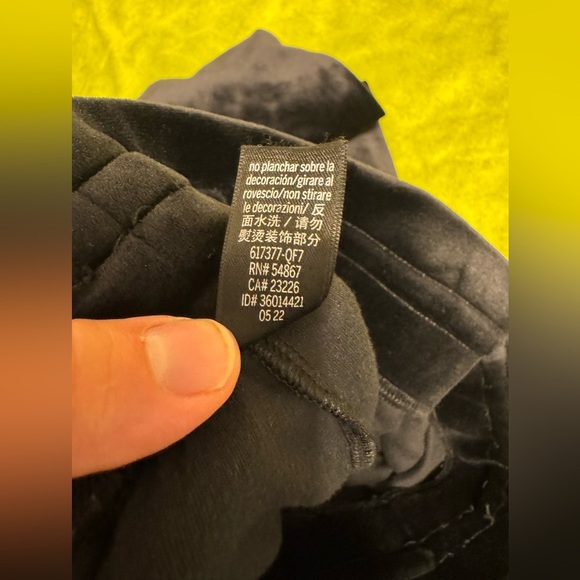 no planchar sobre la
decoración/girare al
rovescio/non stirare
le decorazioni/ 反
面水洗/请勿
熨烫装饰部分
617377-QF7
RN# 54867
CA# 23226
ID# 36014421
05 22